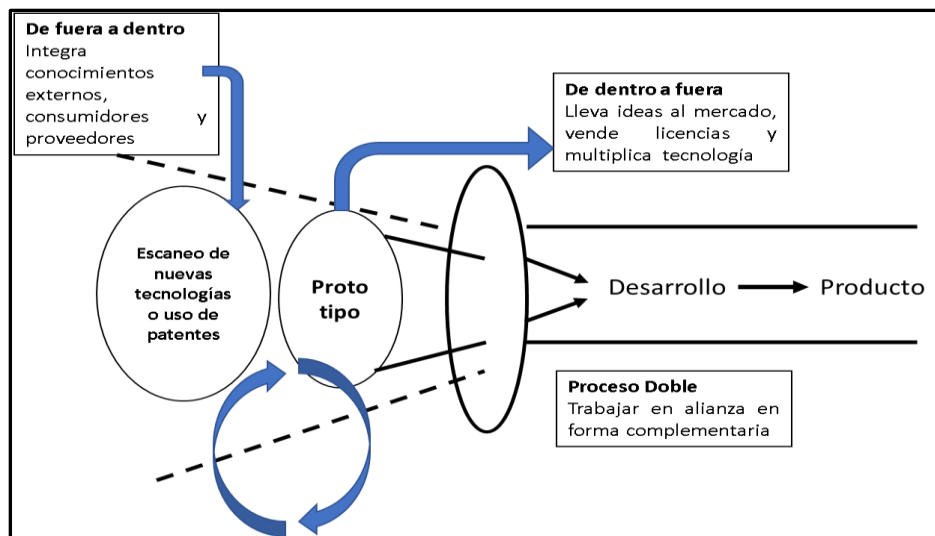 De fuera a dentro
Integra
conocimientos
externos,
consumidores y
proveedores
De dentro a fuera
Lleva ideas al mercado,
vende licencias y
multiplica tecnología
Escaneo de
nuevas
tecnologías
o uso de
patentes
Proto
tipo
Desarrollo
Producto
Proceso Doble
Trabajar en alianza en
forma complementaria